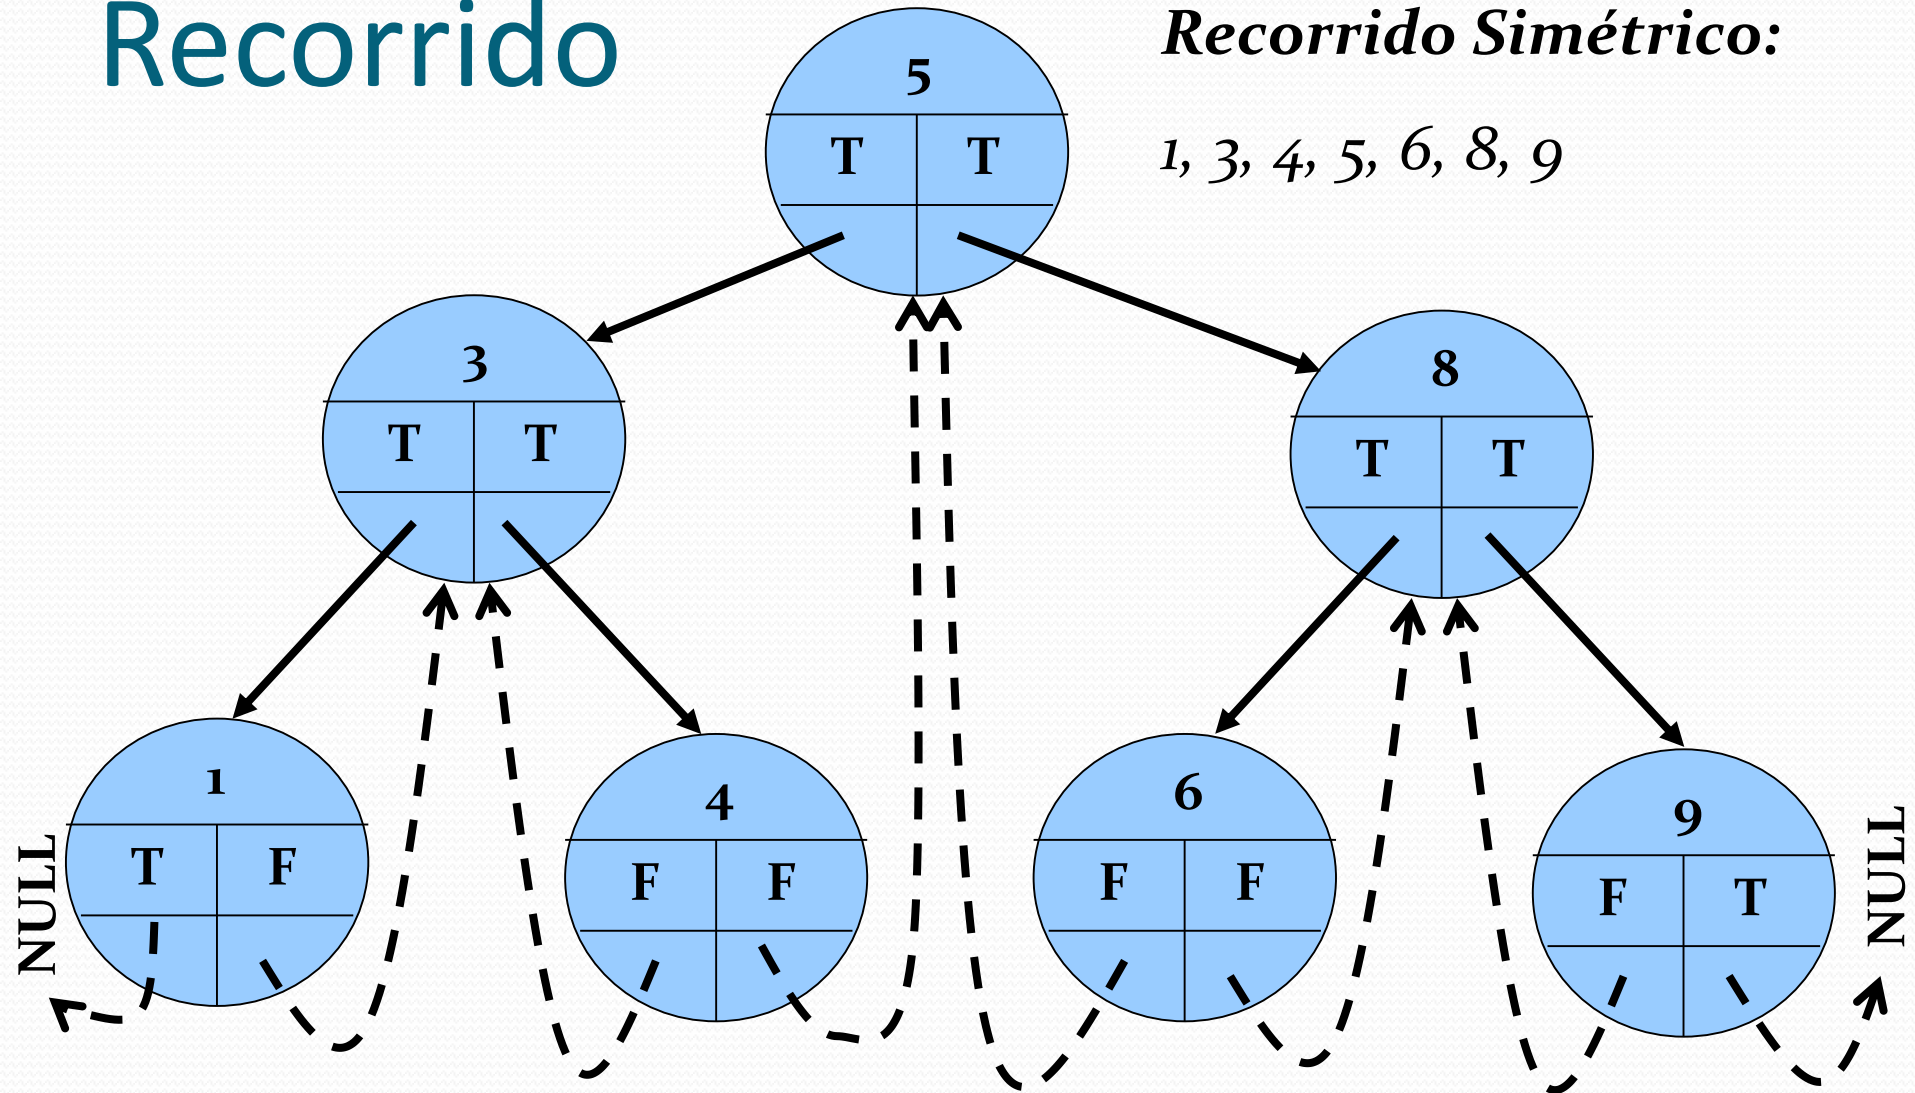 Recorrido
Recorrido Simétrico:
1, 3, 4, 5, 6, 8, 9
5
T T
3
T T
8
T T
1
T F
4
F F
6
F F
9
F T
NULL
NULL